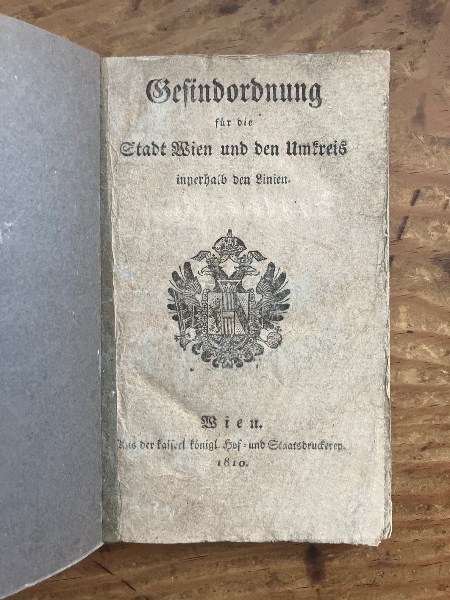 Gesindordnung
für die
Stadt Wien und den Umkreis
innerhalb den Linien.
Wien.
Aus der kaiserl königl. Hof- und Staatsdruckerey.
1810.